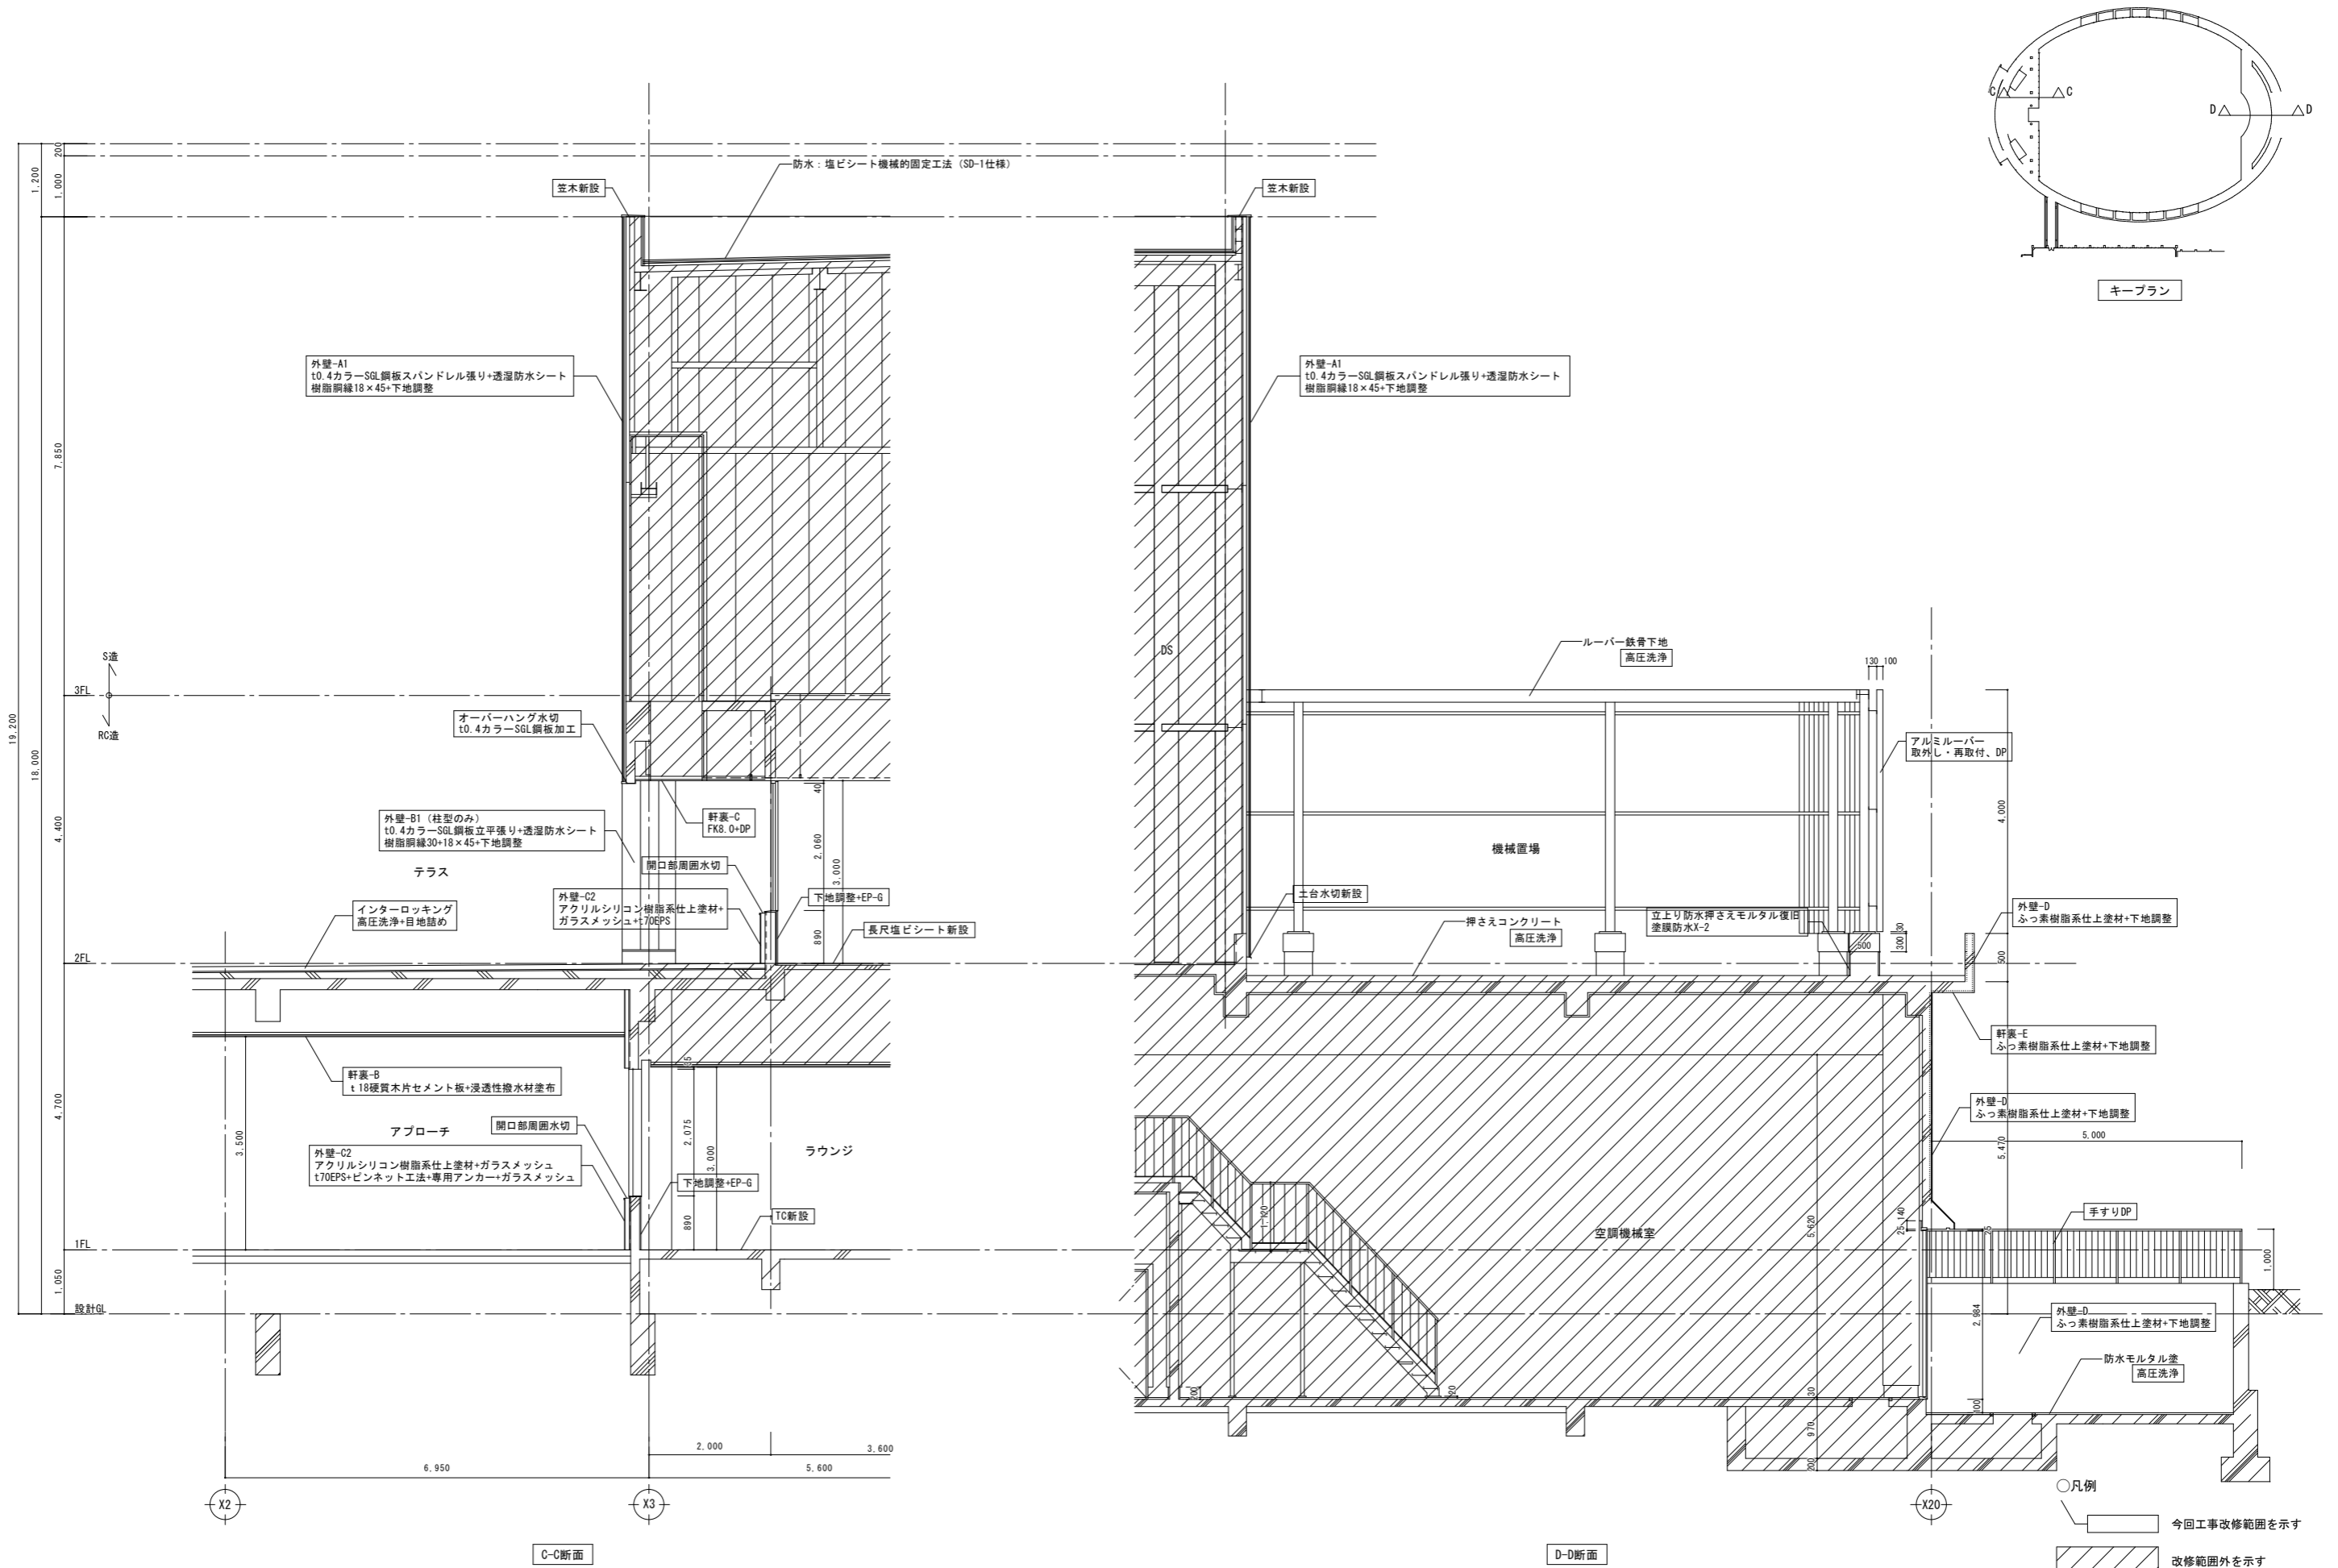 C
C
D
D
キープラン
防水：塩ビシート機械的固定工法（SD-1仕様）
笠木新設
笠木新設
200
1,000
1,200
7,850
4,400
4,700
1,050
18,000
19,200
外壁-A1
t0.4カラーSGL鋼板スパンドレル張り+透湿防水シート
樹脂胴縁18×45+下地調整
外壁-A1
t0.4カラーSGL鋼板スパンドレル張り+透湿防水シート
樹脂胴縁18×45+下地調整
S造
3FL
RC造
オーバーハング水切
t0.4カラーSGL鋼板加工
外壁-B1（柱型のみ）
t0.4カラーSGL鋼板立平張り+透湿防水シート
樹脂胴縁30+18×45+下地調整
軒裏-C
FK8.0+DP
テラス
開口部周囲水切
外壁-C2
アクリルシリコン樹脂系仕上塗材+
ガラスメッシュ+t70EPS
下地調整+EP-G
インターロッキング
高圧洗浄+目地詰め
長尺塩ビシート新設
40
2,060
3,000
890
2FL
軒裏-B
t 18硬質木片セメント板+浸透性撥水材塗布
アプローチ
開口部周囲水切
外壁-C2
アクリルシリコン樹脂系仕上塗材+ガラスメッシュ
t70EPS+ピンネット工法+専用アンカー+ガラスメッシュ
下地調整+EP-G
ラウンジ
TC新設
3,500
2,075
3,000
890
1FL
設計GL
2,000
3,600
6,950
5,600
X2
X3
C-C断面
DS
ルーバー鉄骨下地
高圧洗浄
130
100
アルミルーバー
取外し・再取付、DP
4,000
機械置場
土台水切新設
押さえコンクリート
高圧洗浄
立上り防水押さえモルタル復旧
塗膜防水X-2
500
30
300
500
外壁-D
ふっ素樹脂系仕上塗材+下地調整
軒裏-E
ふっ素樹脂系仕上塗材+下地調整
外壁-D
ふっ素樹脂系仕上塗材+下地調整
5,470
5,000
手すりDP
1,120
空調機械室
5,620
140
25
1,000
2,984
外壁-D
ふっ素樹脂系仕上塗材+下地調整
防水モルタル塗
高圧洗浄
200
20
30
970
200
X20
D-D断面
○凡例
今回工事改修範囲を示す
改修範囲外を示す